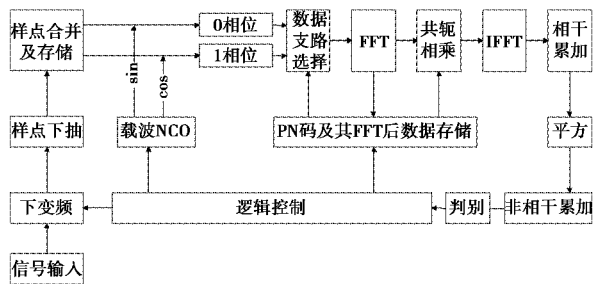 样点合并
及存储
sin
cos
0相位
1相位
数据
支路
选择
FFT
共轭
相乘
IFFT
相干
累加
样点下抽
载波NCO
PN码及其FFT后数据存储
平方
下变频
逻辑控制
判别
非相干累加
信号输入